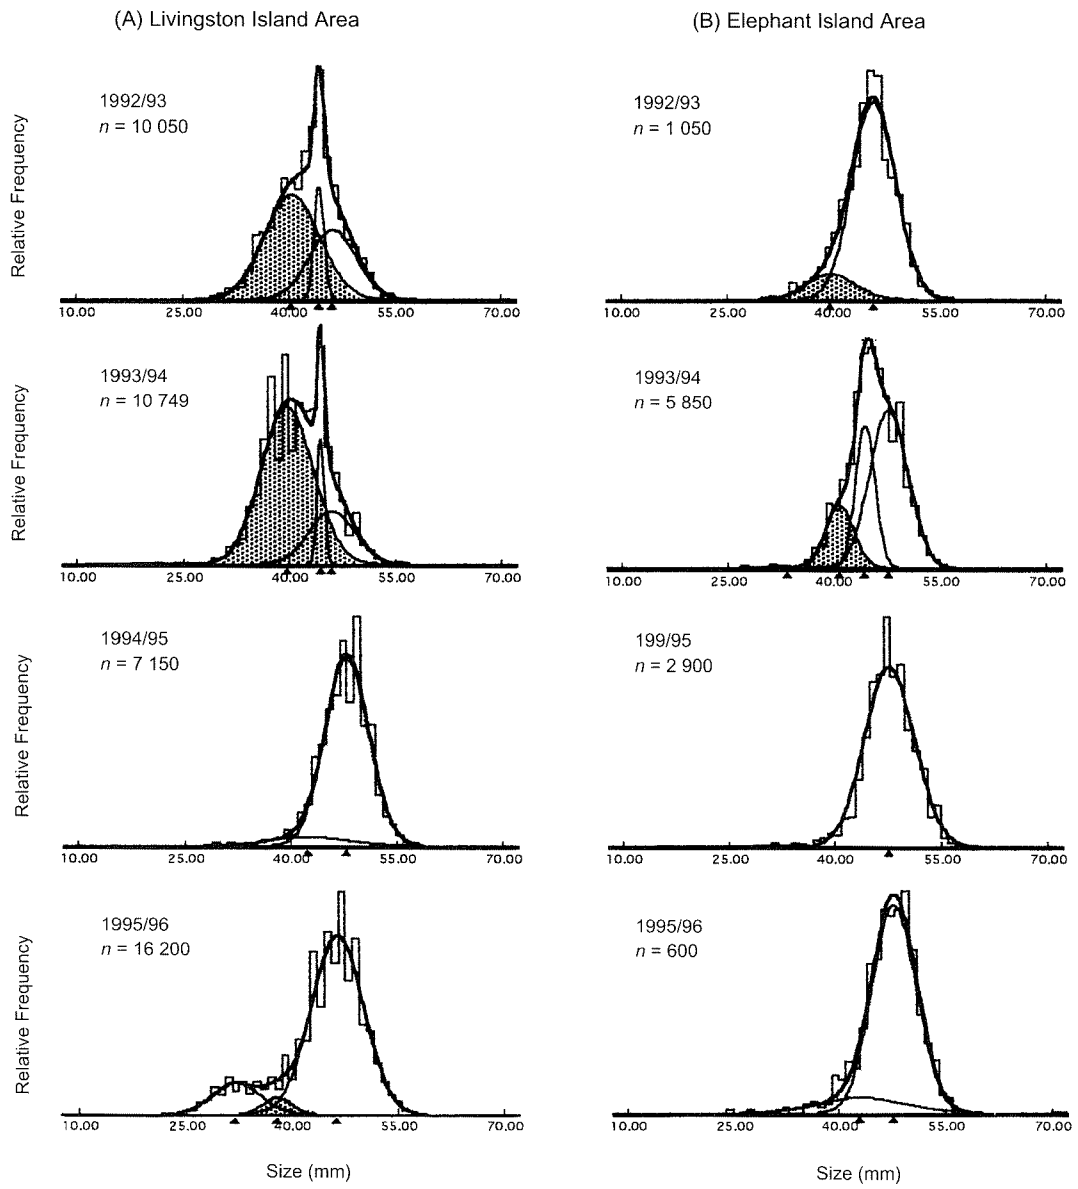 (A) Livingston Island Area
(B) Elephant Island Area
1992/93
n = 10 050
Relative Frequency
10.00 25.00 40.00 55.00 70.00
1992/93
n = 1 050
10.00 25.00 40.00 55.00 70.00
1993/94
n = 10 749
Relative Frequency
10.00 25.00 40.00 55.00 70.00
1993/94
n = 5 850
10.00 25.00 40.00 55.00 70.00
1994/95
n = 7 150
Relative Frequency
10.00 25.00 40.00 55.00 70.00
199/95
n = 2 900
10.00 25.00 40.00 55.00 70.00
1995/96
n = 16 200
Relative Frequency
10.00 25.00 40.00 55.00 70.00
Size (mm)
1995/96
n = 600
10.00 25.00 40.00 55.00 70.00
Size (mm)